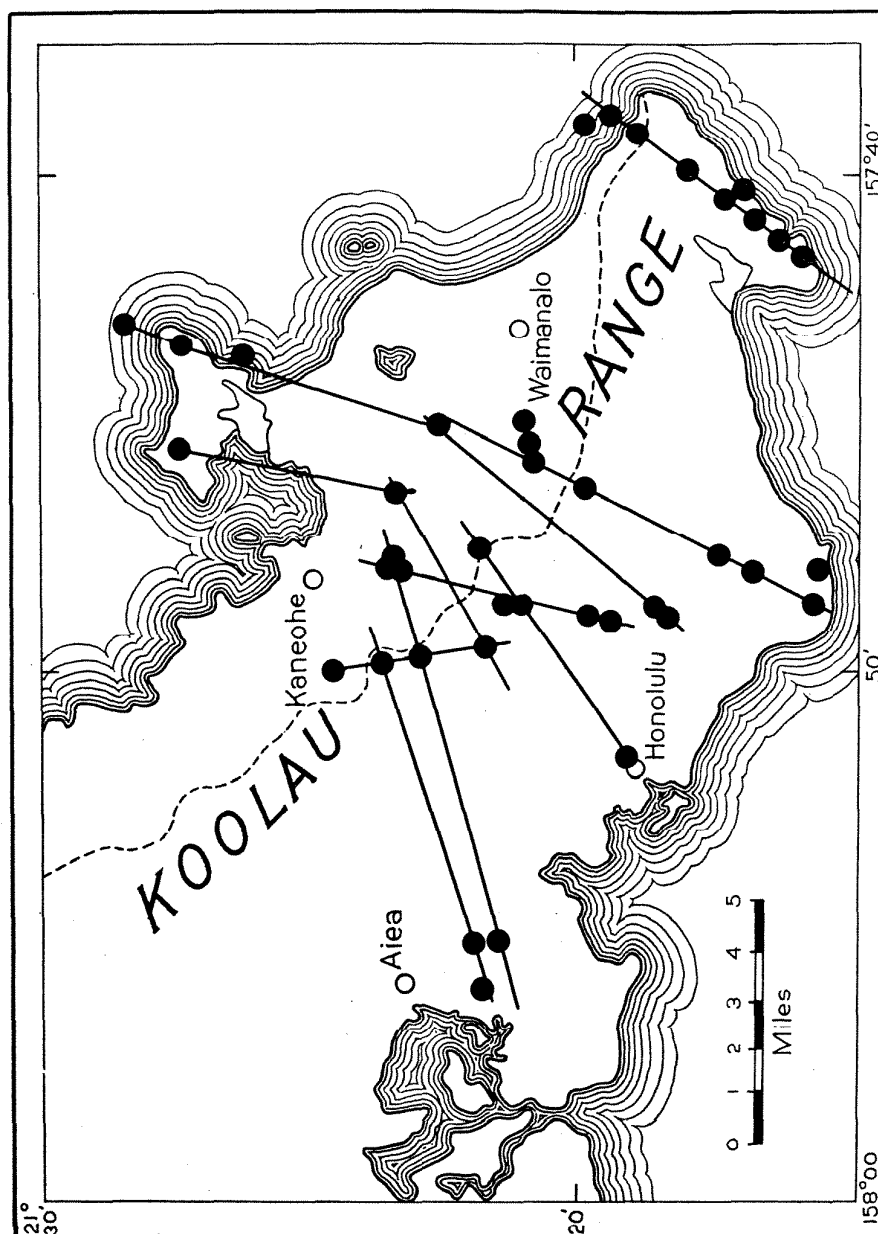 21°
30'
20'
157°40'
50'
158°00
KOOLAU RANGE
Kaneohe
Waimanalo
Aiea
Honolulu
0 1 2 3 4 5
Miles